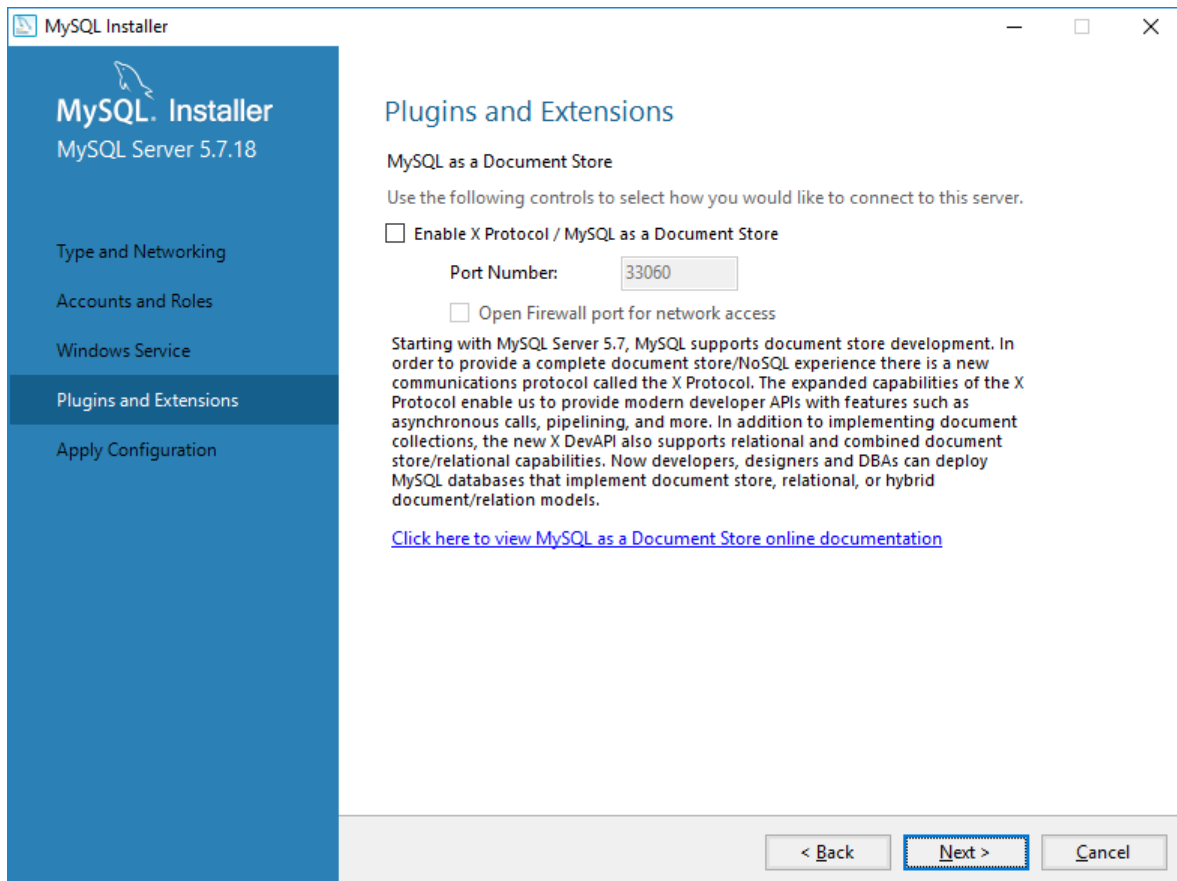 MySQL Installer
MySQL. Installer
MySQL Server 5.7.18
Type and Networking
Accounts and Roles
Windows Service
Plugins and Extensions
Apply Configuration
Plugins and Extensions
MySQL as a Document Store
Use the following controls to select how you would like to connect to this server.
Enable X Protocol / MySQL as a Document Store
Port Number: 33060
Open Firewall port for network access
Starting with MySQL Server 5.7, MySQL supports document store development. In
order to provide a complete document store/NoSQL experience there is a new
communications protocol called the X Protocol. The expanded capabilities of the X
Protocol enable us to provide modern developer APIs with features such as
asynchronous calls, pipelining, and more. In addition to implementing document
collections, the new X DevAPI also supports relational and combined document
store/relational capabilities. Now developers, designers and DBAs can deploy
MySQL databases that implement document store, relational, or hybrid
document/relation models.
Click here to view MySQL as a Document Store online documentation
< Back Next > Cancel